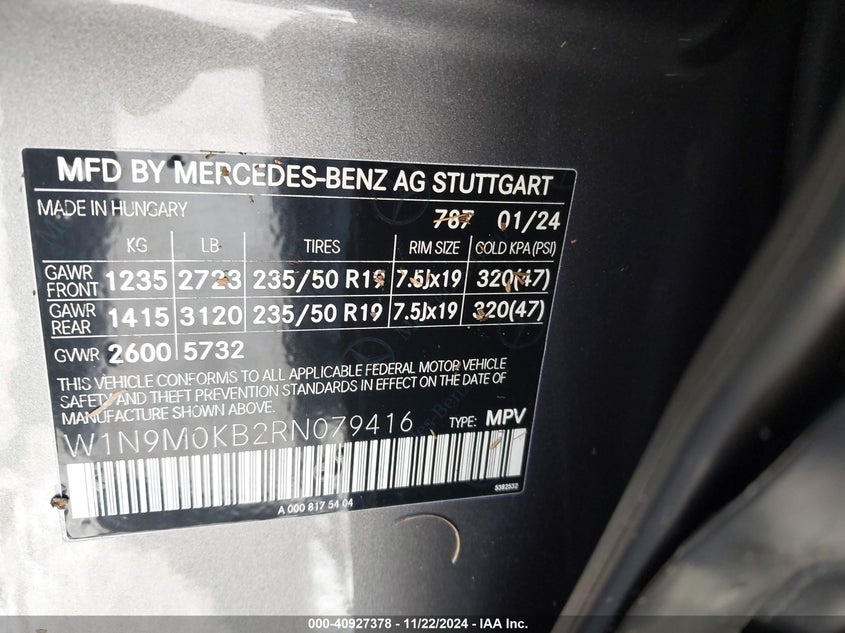 MFD BY MERCEDES-BENZ AG STUTTGART
MADE IN HUNGARY 787 01/24
KG LB TIRES RIM SIZE COLD KPA (PSI)
GAWR FRONT 1235 2723 235/50 R19 7.5Jx19 320(47)
GAWR REAR 1415 3120 235/50 R19 7.5Jx19 320(47)
GVWR 2600 5732
THIS VEHICLE CONFORMS TO ALL APPLICABLE FEDERAL MOTOR VEHICLE
SAFETY AND THEFT PREVENTION STANDARDS IN EFFECT ON THE DATE OF
MANUFACTURE SHOWN ABOVE.
W1N9M0KB2RN079416 TYPE: MPV
5382532
A 000 817 54 04
000-40927378 - 11/22/2024 - IAA Inc.